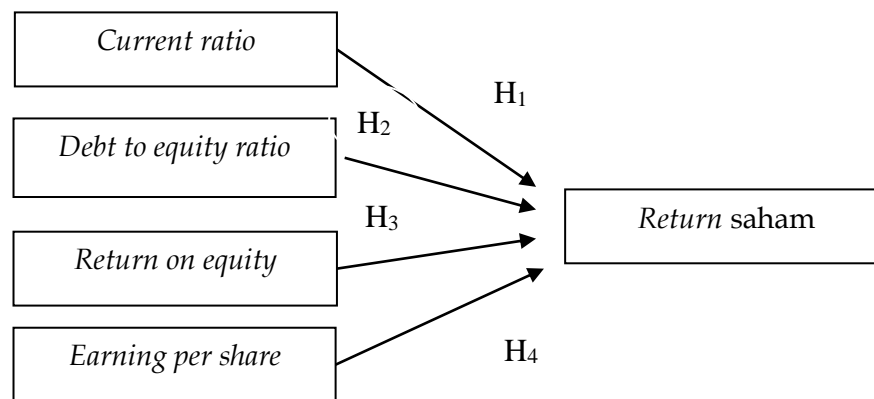 Current ratio
H1
H2
Debt to equity ratio
Return saham
H3
Return on equity
Earning per share
H4